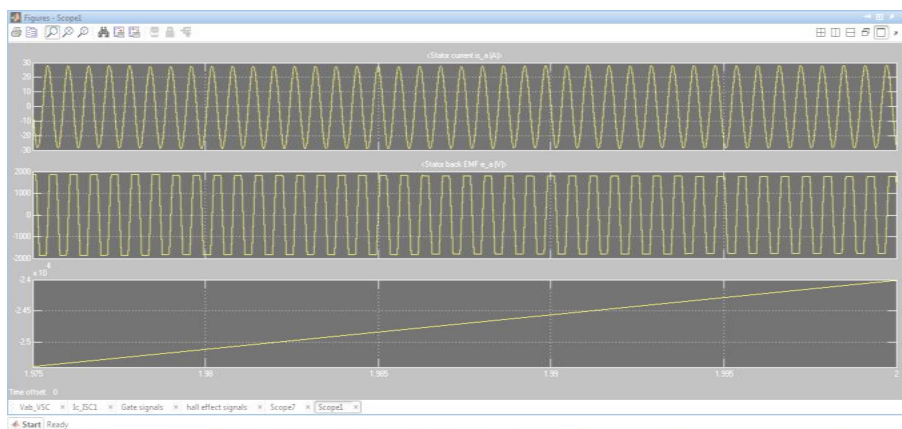 Figures - Scope1
<Stator current is_a (A)>
30
20
10
0
-10
-20
-30
<Stator back EMF e_a (V)>
2000
1000
0
-1000
-2000
x 10
4
-2.4
-2.45
-2.5
1.975 1.98 1.985 1.99 1.995 2
Time offset: 0
Vab_VSC × Ic_ISC1 × Gate signals × hall effect signals × Scope7 × Scope1 ×
Start Ready